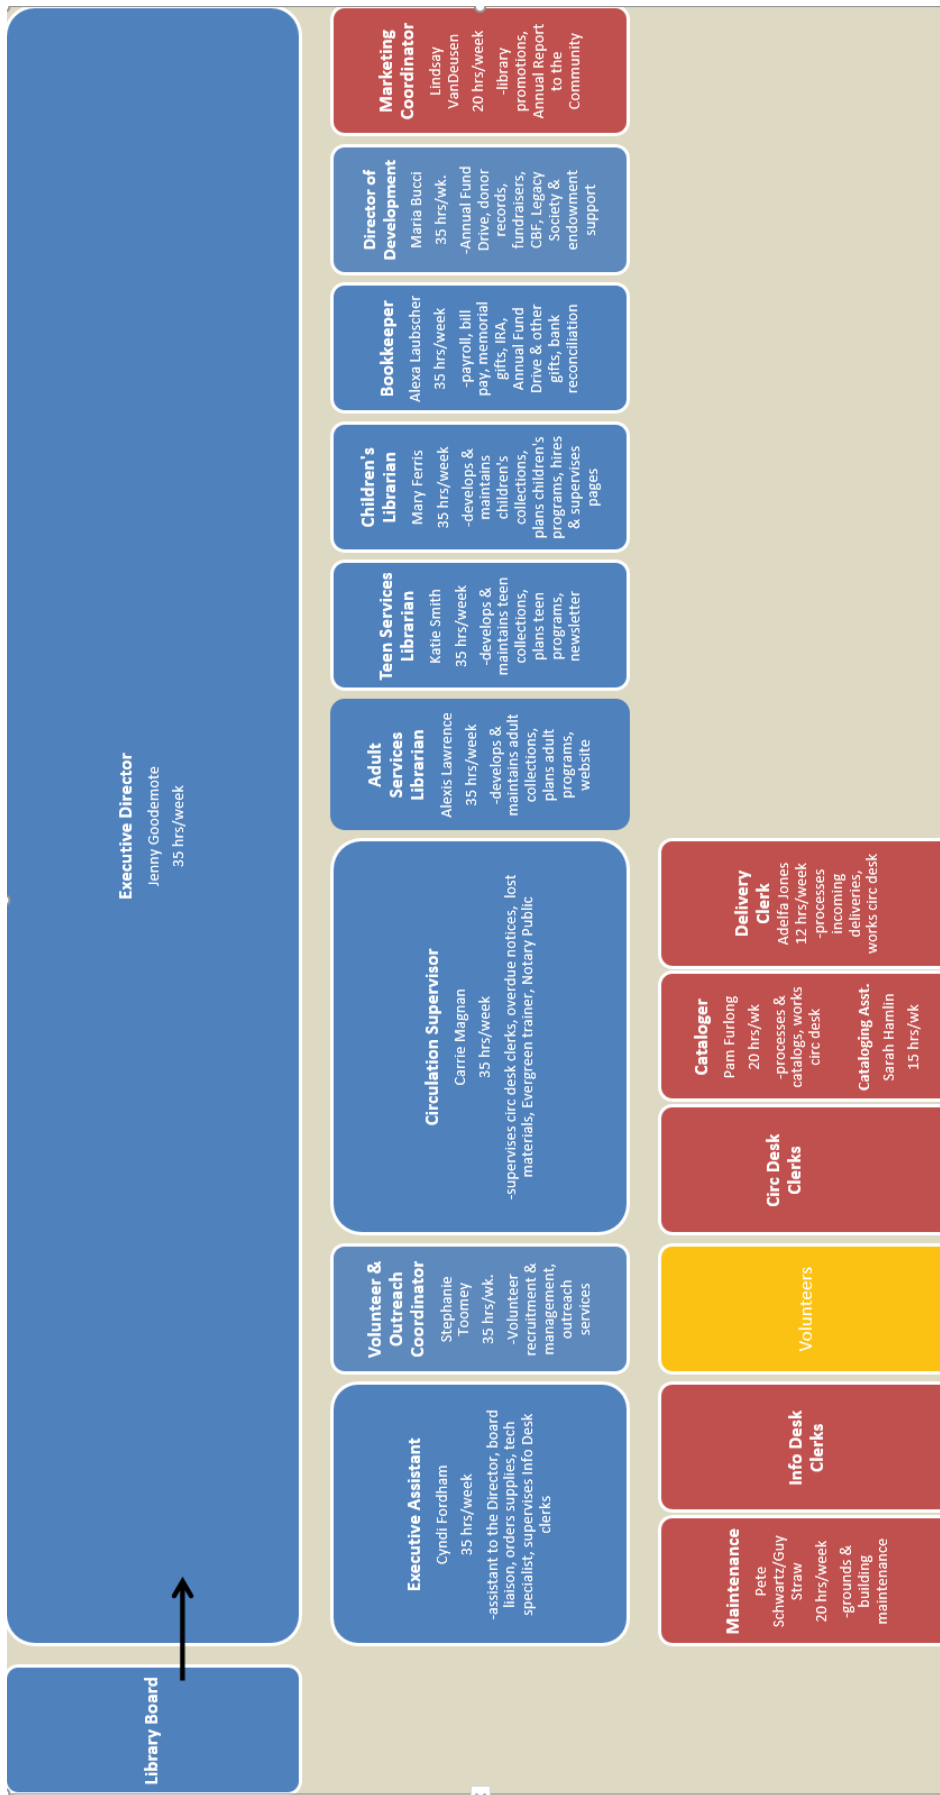 Library Board
Executive Director
Jenny Goodemote
35 hrs/week
Executive Assistant
Cyndi Fordham
35 hrs/week
-assistant to the Director, board
liaison, orders supplies, tech
specialist, supervises Info Desk
clerks
Volunteer &
Outreach
Coordinator
Stephanie
Toomey
35 hrs/wk.
-Volunteer
recruitment &
management,
outreach
services
Circulation Supervisor
Carrie Magnan
35 hrs/week
-supervises circ desk clerks, overdue notices, lost
materials, Evergreen trainer, Notary Public
Adult
Services
Librarian
Alexis Lawrence
35 hrs/week
-develops &
maintains adult
collections,
plans adult
programs,
website
Teen Services
Librarian
Katie Smith
35 hrs/week
-develops &
maintains teen
collections,
plans teen
programs,
newsletter
Children's
Librarian
Mary Ferris
35 hrs/week
-develops &
maintains
children's
collections,
plans children's
programs, hires
& supervises
pages
Bookkeeper
Alexa Laubscher
35 hrs/week
-payroll, bill
pay, memorial
gifts, IRA,
Annual Fund
Drive & other
gifts, bank
reconciliation
Director of
Development
Maria Bucci
35 hrs/wk.
-Annual Fund
Drive, donor
records,
fundraisers,
CBF, Legacy
Society &
endowment
support
Marketing
Coordinator
Lindsay
VanDeusen
20 hrs/week
-library
promotions,
Annual Report
to the
Community
Maintenance
Pete
Schwartz/Guy
Straw
20 hrs/week
-grounds &
building
maintenance
Info Desk
Clerks
Volunteers
Circ Desk
Clerks
Cataloger
Pam Furlong
20 hrs/wk
-processes &
catalogs, works
circ desk
Cataloging Asst.
Sarah Hamlin
15 hrs/wk
Delivery
Clerk
Adelfa Jones
12 hrs/week
-processes
incoming
deliveries,
works circ desk